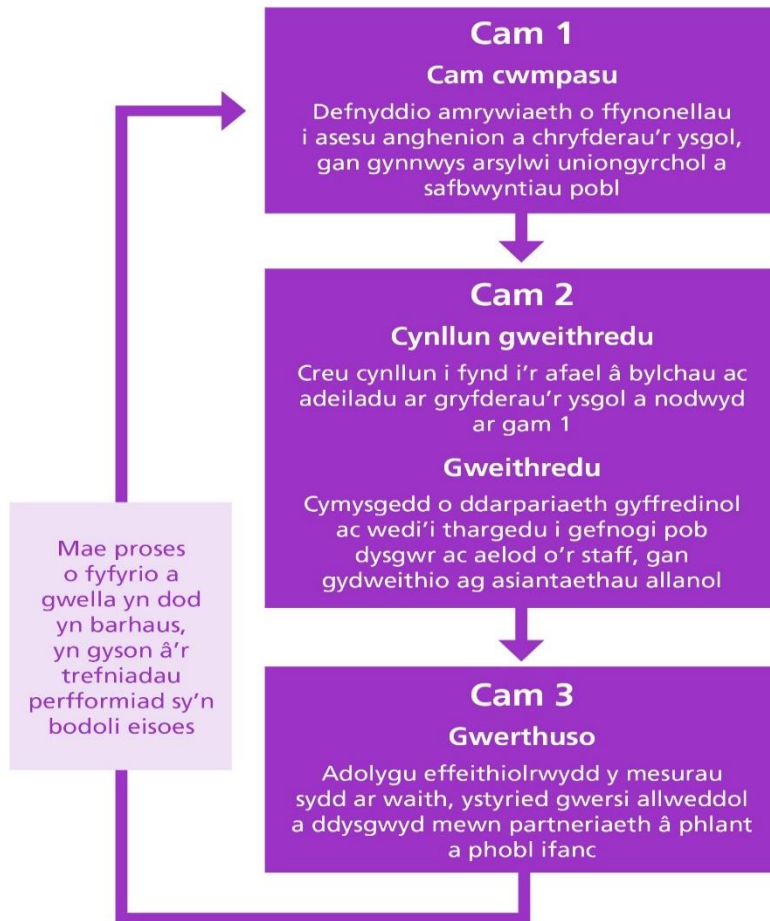 Cam 1
Cam cwmpasu
Defnyddio amrywiaeth o ffynonellau
i asesu anghenion a chryfderau'r ysgol,
gan gynnwys arsylwi uniongyrchol a
safbwyntiau pobl
Cam 2
Cynllun gweithredu
Creu cynllun i fynd i'r afael â bylchau ac
adeiladu ar gryfderau'r ysgol a nodwyd
ar gam 1
Gweithredu
Cymysgedd o ddarpariaeth gyffredinol
ac wedi'i thargedu i gefnogi pob
dysgwr ac aelod o'r staff, gan
gydweithio ag asiantaethau allanol
Cam 3
Gwerthuso
Adolygu effeithiolrwydd y mesurau
sydd ar waith, ystyried gwersi allweddol
a ddysgwyd mewn partneriaeth â phlant
a phobl ifanc
Mae proses
o fyfyrio a
gwella yn dod
yn barhaus,
yn gyson â'r
trefniadau
perfformiad sy'n
bodoli eisoes